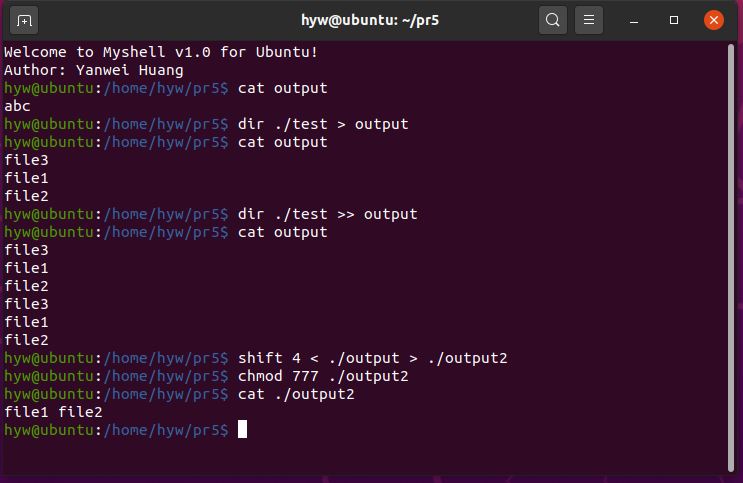 hyw@ubuntu: ~/pr5
Welcome to Myshell v1.0 for Ubuntu!
Author: Yanwei Huang
hyw@ubuntu:/home/hyw/pr5$ cat output
abc
hyw@ubuntu:/home/hyw/pr5$ dir ./test > output
hyw@ubuntu:/home/hyw/pr5$ cat output
file3
file1
file2
hyw@ubuntu:/home/hyw/pr5$ dir ./test >> output
hyw@ubuntu:/home/hyw/pr5$ cat output
file3
file1
file2
file3
file1
file2
hyw@ubuntu:/home/hyw/pr5$ shift 4 < ./output > ./output2
hyw@ubuntu:/home/hyw/pr5$ chmod 777 ./output2
hyw@ubuntu:/home/hyw/pr5$ cat ./output2
file1 file2
hyw@ubuntu:/home/hyw/pr5$